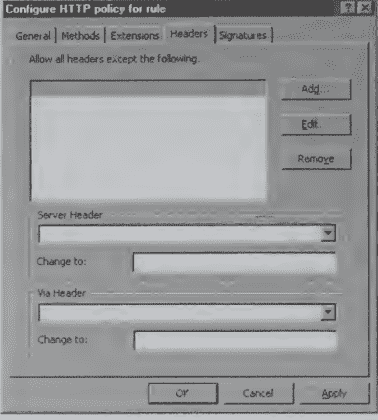 Configure HTTP policy for rule
General Methods Extensions Headers Signatures
Allow all headers except the following.
Add...
Edit.
Remove
Server Header
Change to:
Via Header
Change to:
OK Cancel Apply